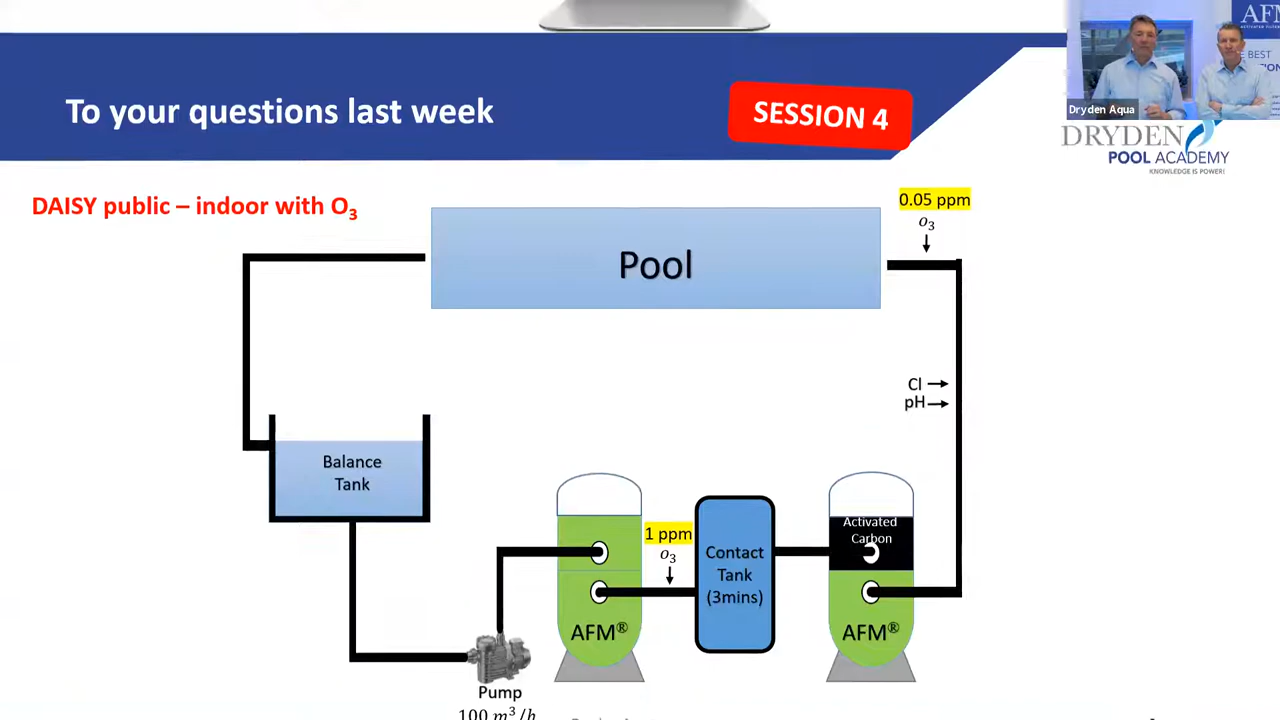 To your questions last week
SESSION 4
Dryden Aqua
DRYDEN
POOL ACADEMY
KNOWLEDGE IS POWER!
DAISY public – indoor with O₃
0.05 ppm
o₃
Pool
Cl
pH
Balance
Tank
1 ppm
o₃
Contact
Tank
(3mins)
Activated
Carbon
AFM®
AFM®
Pump
100 m³/h